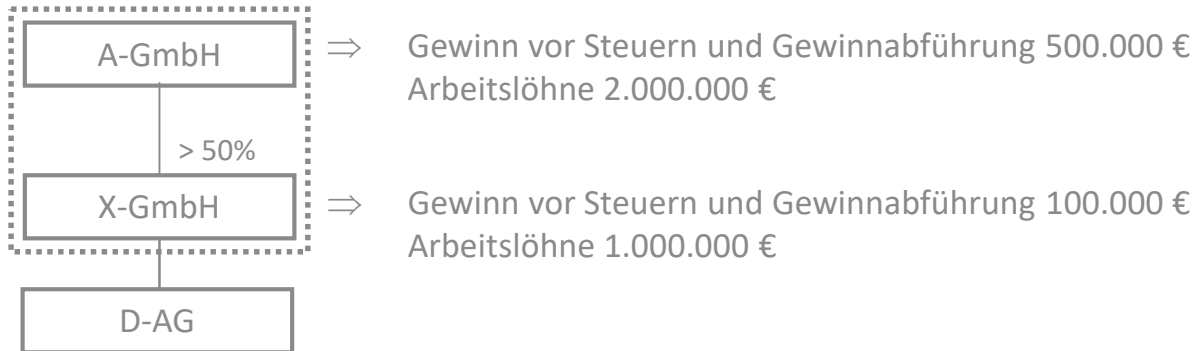 A-GmbH ⇒ Gewinn vor Steuern und Gewinnabführung 500.000 €
Arbeitslöhne 2.000.000 €
> 50%
X-GmbH ⇒ Gewinn vor Steuern und Gewinnabführung 100.000 €
Arbeitslöhne 1.000.000 €
D-AG